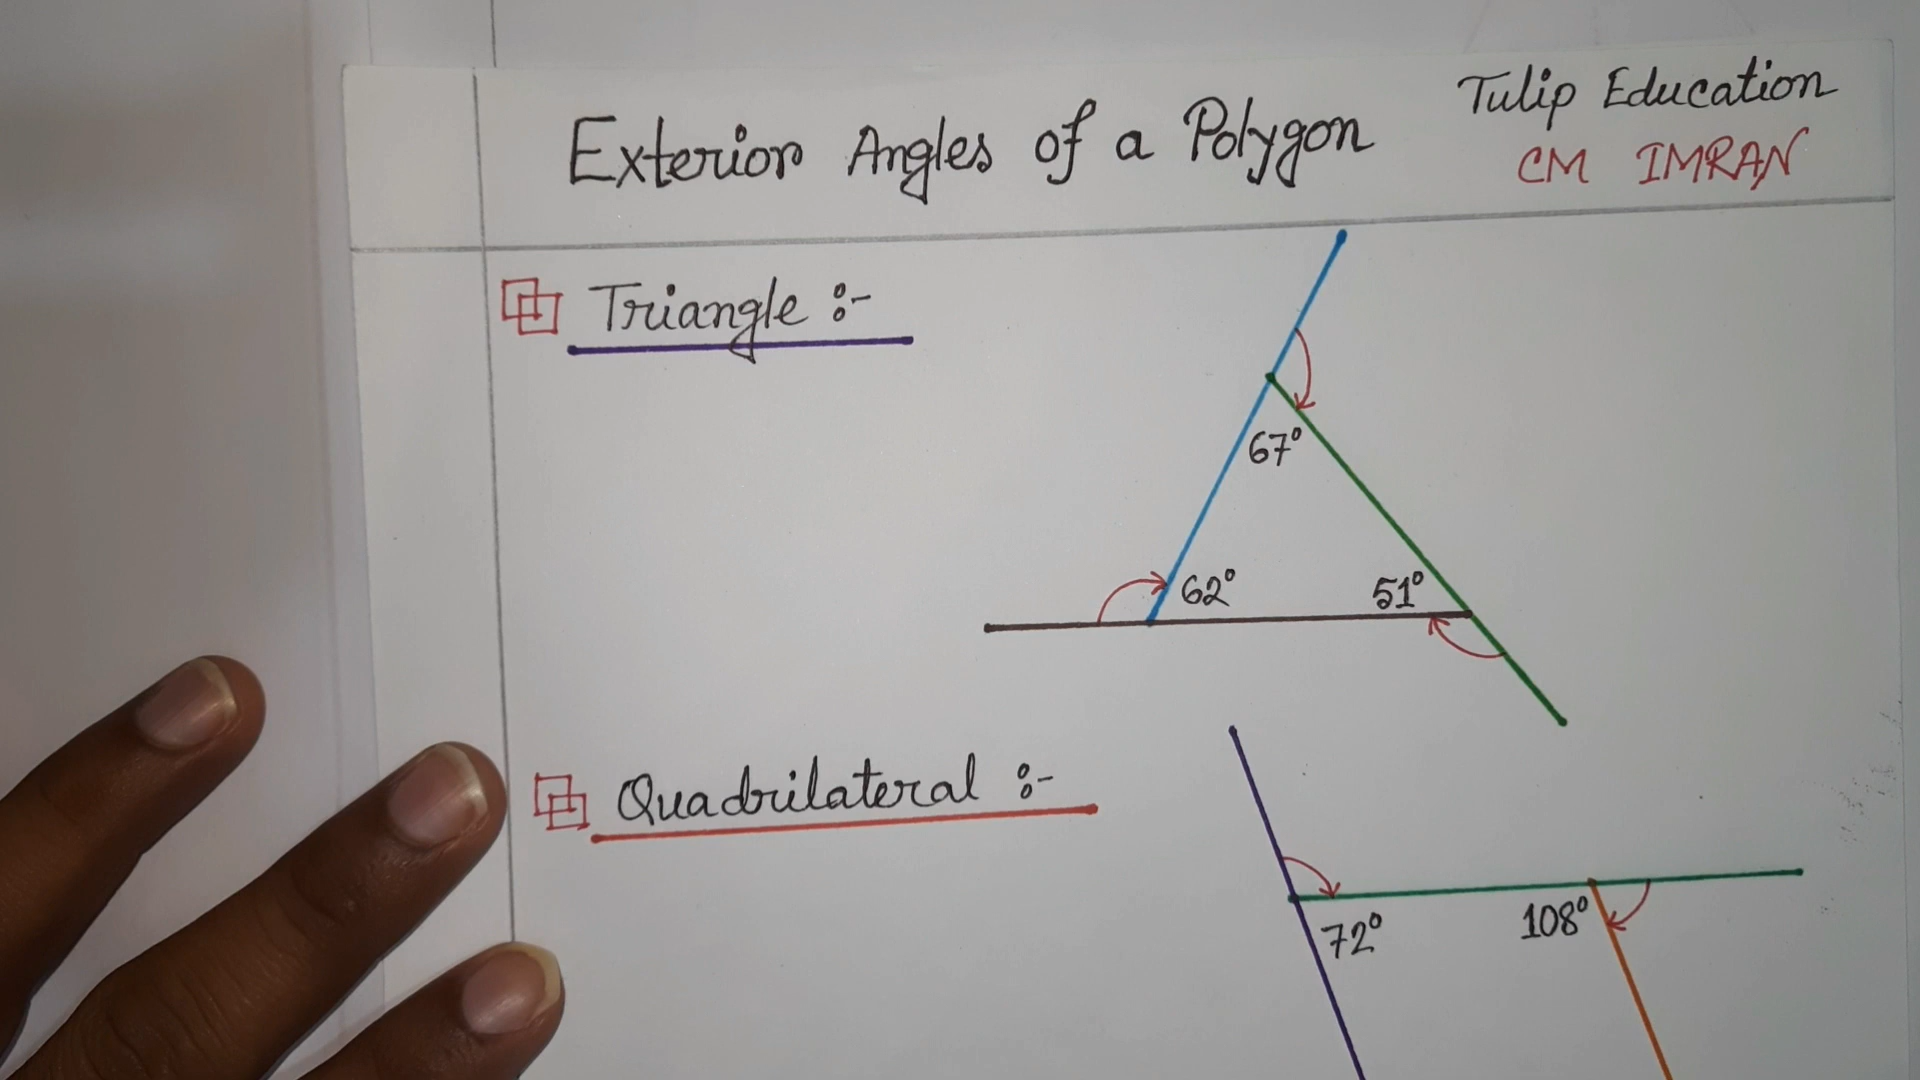 Exterior Angles of a Polygon
Tulip Education
CM IMRAN
Triangle :-
67°
62°
51°
Quadrilateral :-
72°
108°